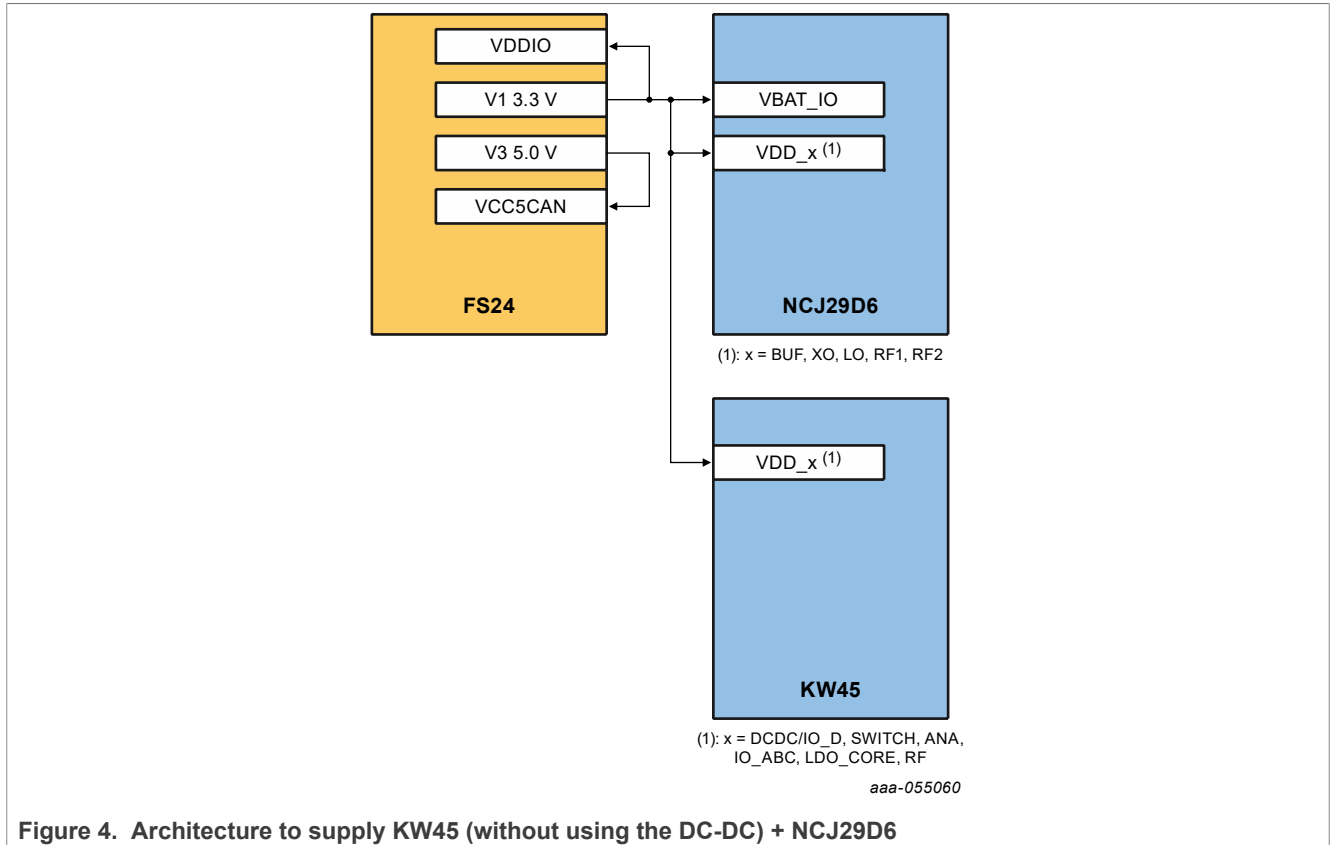 VDDIO
V1 3.3 V
V3 5.0 V
VCC5CAN
FS24
VBAT_IO
VDD_x (1)
NCJ29D6
(1): x = BUF, XO, LO, RF1, RF2
VDD_x (1)
KW45
(1): x = DCDC/IO_D, SWITCH, ANA,
IO_ABC, LDO_CORE, RF
aaa-055060
Figure 4. Architecture to supply KW45 (without using the DC-DC) + NCJ29D6